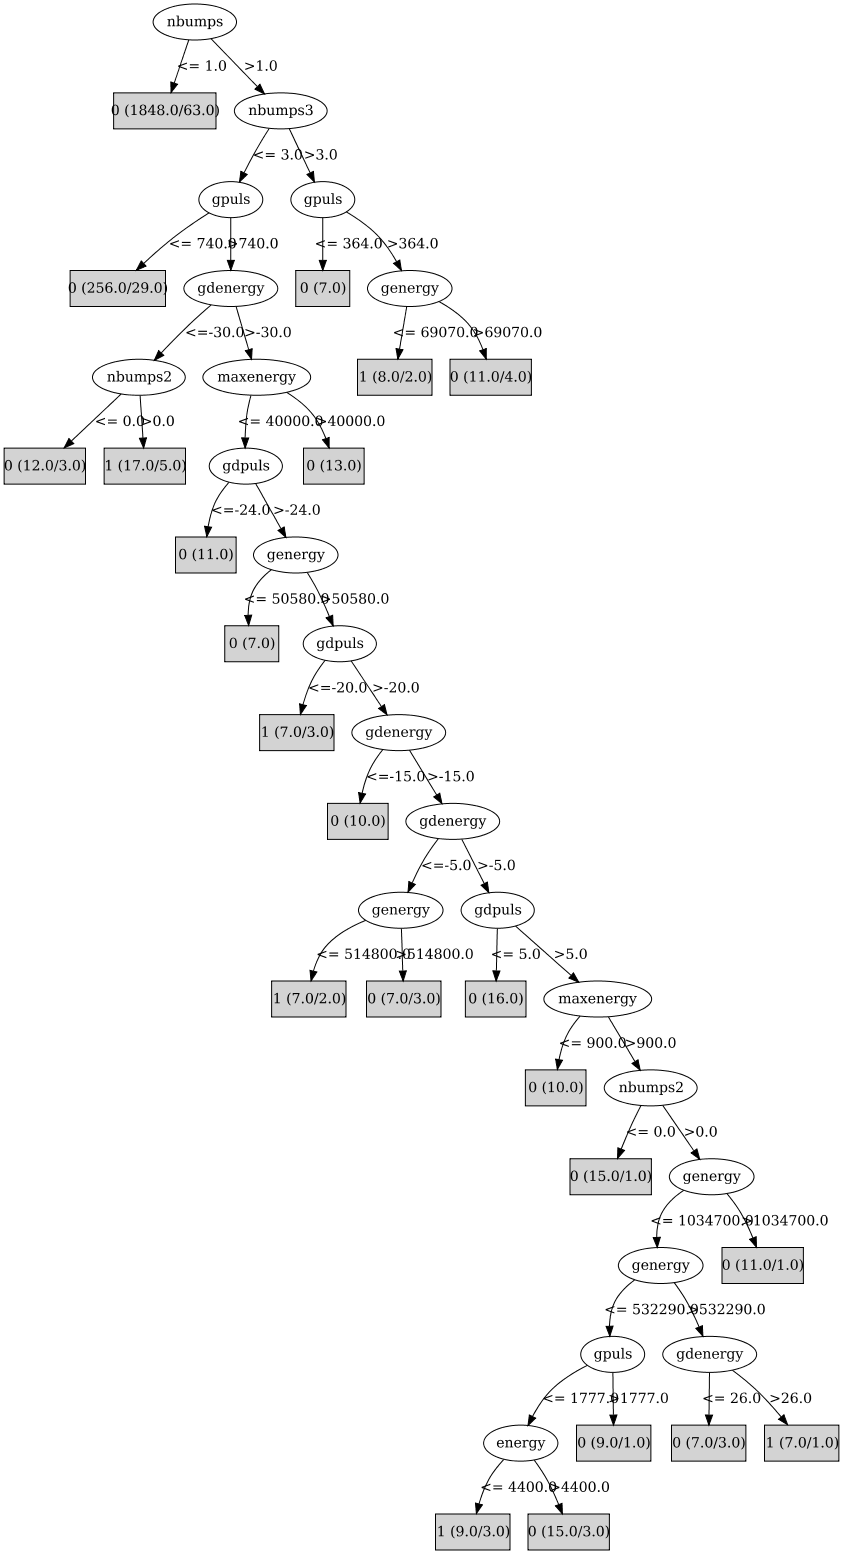 nbumps
<= 1.0 >1.0
0 (1848.0/63.0) nbumps3
<= 3.0 >3.0
gpuls gpuls
<= 740.0 >740.0 <= 364.0 >364.0
0 (256.0/29.0) gdenergy 0 (7.0) genergy
<=-30.0 >-30.0 <= 69070.0 >69070.0
nbumps2 maxenergy 1 (8.0/2.0) 0 (11.0/4.0)
<= 0.0 >0.0 <= 40000.0 >40000.0
0 (12.0/3.0) 1 (17.0/5.0) gdpuls 0 (13.0)
<=-24.0 >-24.0
0 (11.0) genergy
<= 50580.0 >50580.0
0 (7.0) gdpuls
<=-20.0 >-20.0
1 (7.0/3.0) gdenergy
<=-15.0 >-15.0
0 (10.0) gdenergy
<=-5.0 >-5.0
genergy gdpuls
<= 514800.0 >514800.0 <= 5.0 >5.0
1 (7.0/2.0) 0 (7.0/3.0) 0 (16.0) maxenergy
<= 900.0 >900.0
0 (10.0) nbumps2
<= 0.0 >0.0
0 (15.0/1.0) genergy
<= 1034700.0 >1034700.0
genergy 0 (11.0/1.0)
<= 532290.0 >532290.0
gpuls gdenergy
<= 1777.0 >1777.0 <= 26.0 >26.0
energy 0 (9.0/1.0) 0 (7.0/3.0) 1 (7.0/1.0)
<= 4400.0 >4400.0
1 (9.0/3.0) 0 (15.0/3.0)